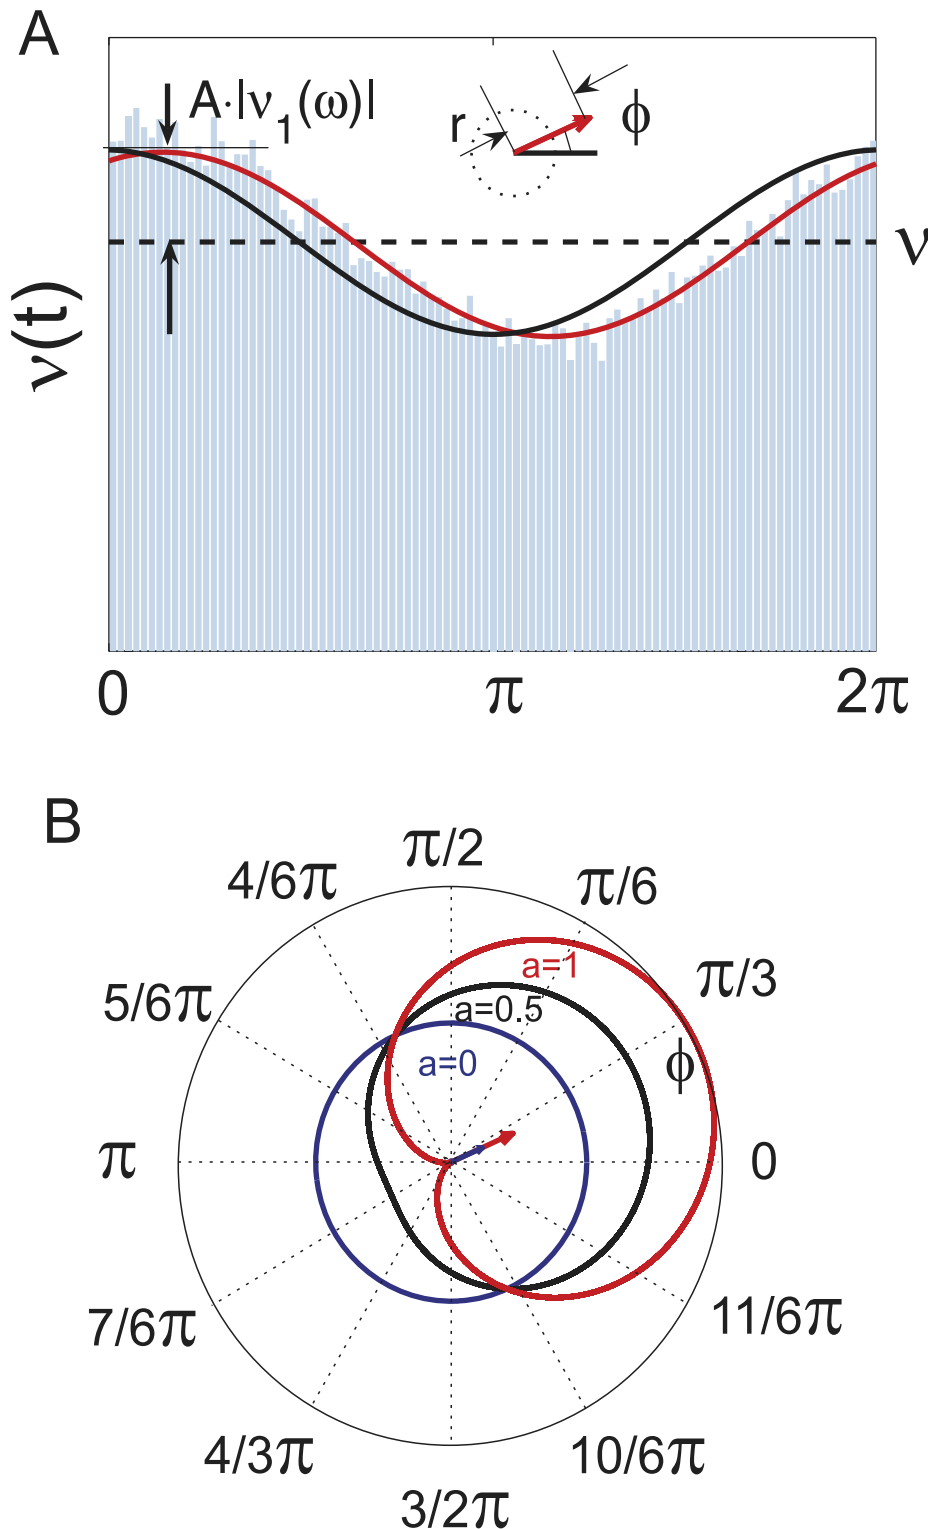 A
A·|ν₁(ω)|
r
ϕ
ν
ν(t)
0
π
2π
B
π/2
4/6π
π/6
5/6π
π/3
a=1
a=0.5
a=0
ϕ
π
0
7/6π
11/6π
4/3π
10/6π
3/2π